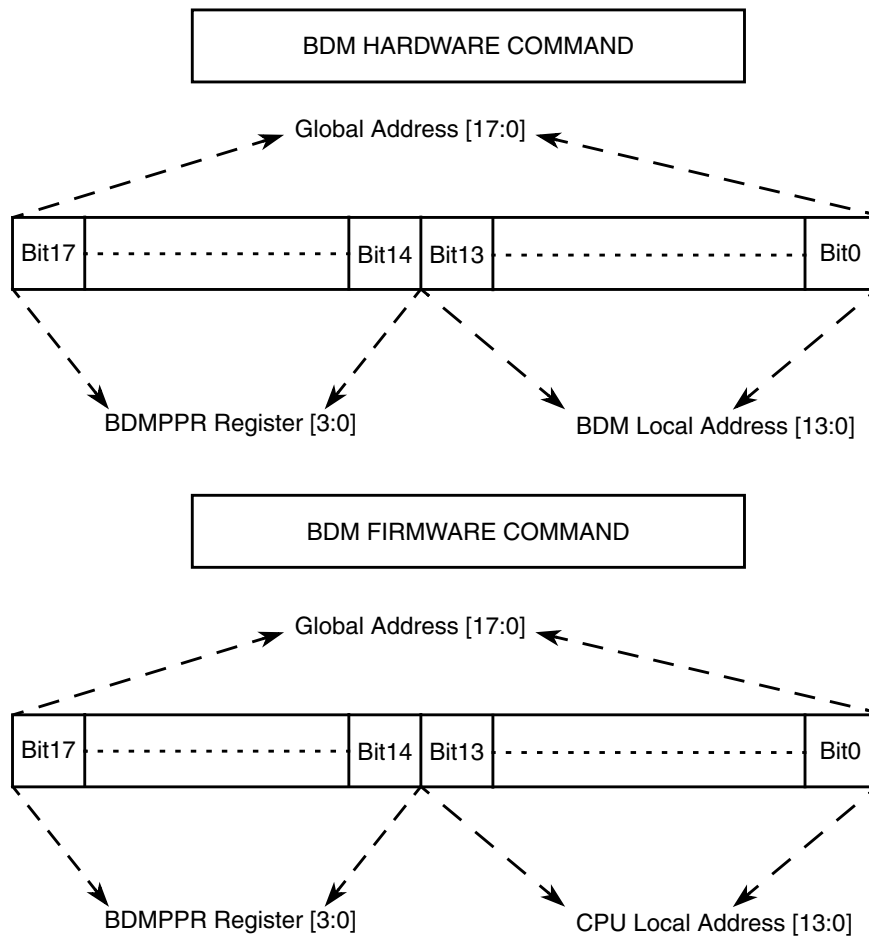 BDM HARDWARE COMMAND
Global Address [17:0]
Bit17 Bit14 Bit13 Bit0
BDMPPR Register [3:0]
BDM Local Address [13:0]
BDM FIRMWARE COMMAND
Global Address [17:0]
Bit17 Bit14 Bit13 Bit0
BDMPPR Register [3:0]
CPU Local Address [13:0]